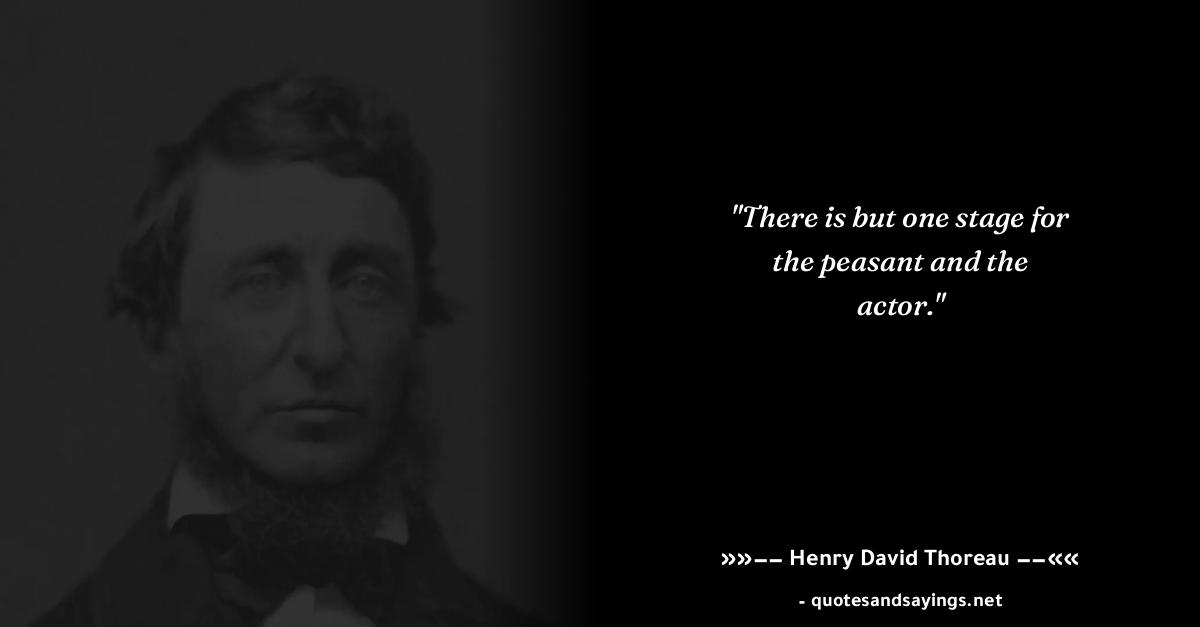 "There is but one stage for
the peasant and the
actor."
»»−− Henry David Thoreau −−««
- quotesandsayings.net